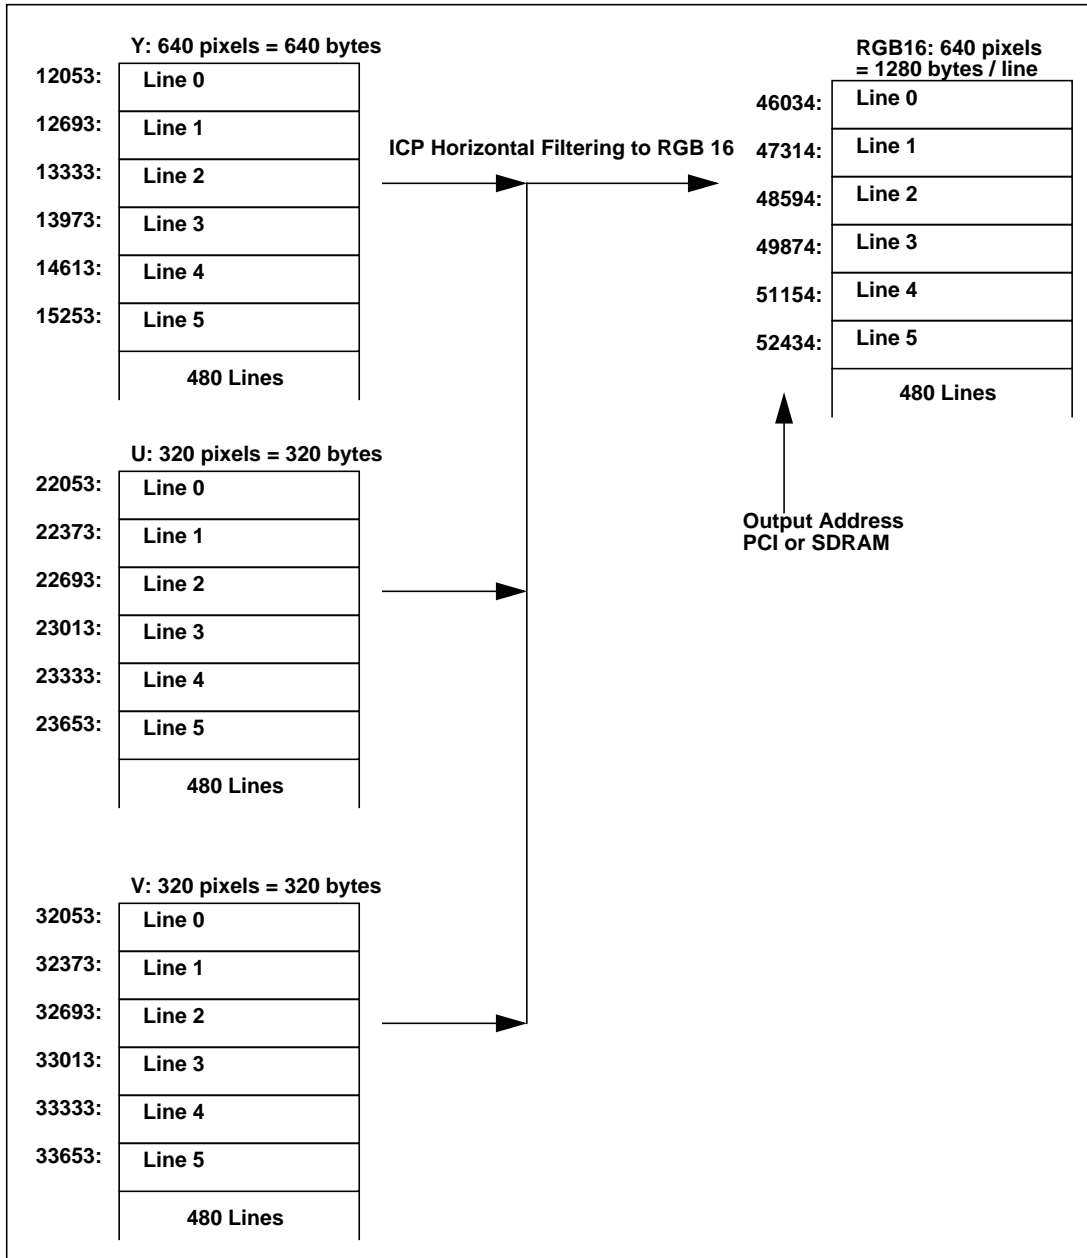 Y: 640 pixels = 640 bytes
12053: Line 0
12693: Line 1
13333: Line 2
13973: Line 3
14613: Line 4
15253: Line 5
480 Lines
ICP Horizontal Filtering to RGB 16
RGB16: 640 pixels
= 1280 bytes / line
46034: Line 0
47314: Line 1
48594: Line 2
49874: Line 3
51154: Line 4
52434: Line 5
480 Lines
Output Address
PCI or SDRAM
U: 320 pixels = 320 bytes
22053: Line 0
22373: Line 1
22693: Line 2
23013: Line 3
23333: Line 4
23653: Line 5
480 Lines
V: 320 pixels = 320 bytes
32053: Line 0
32373: Line 1
32693: Line 2
33013: Line 3
33333: Line 4
33653: Line 5
480 Lines